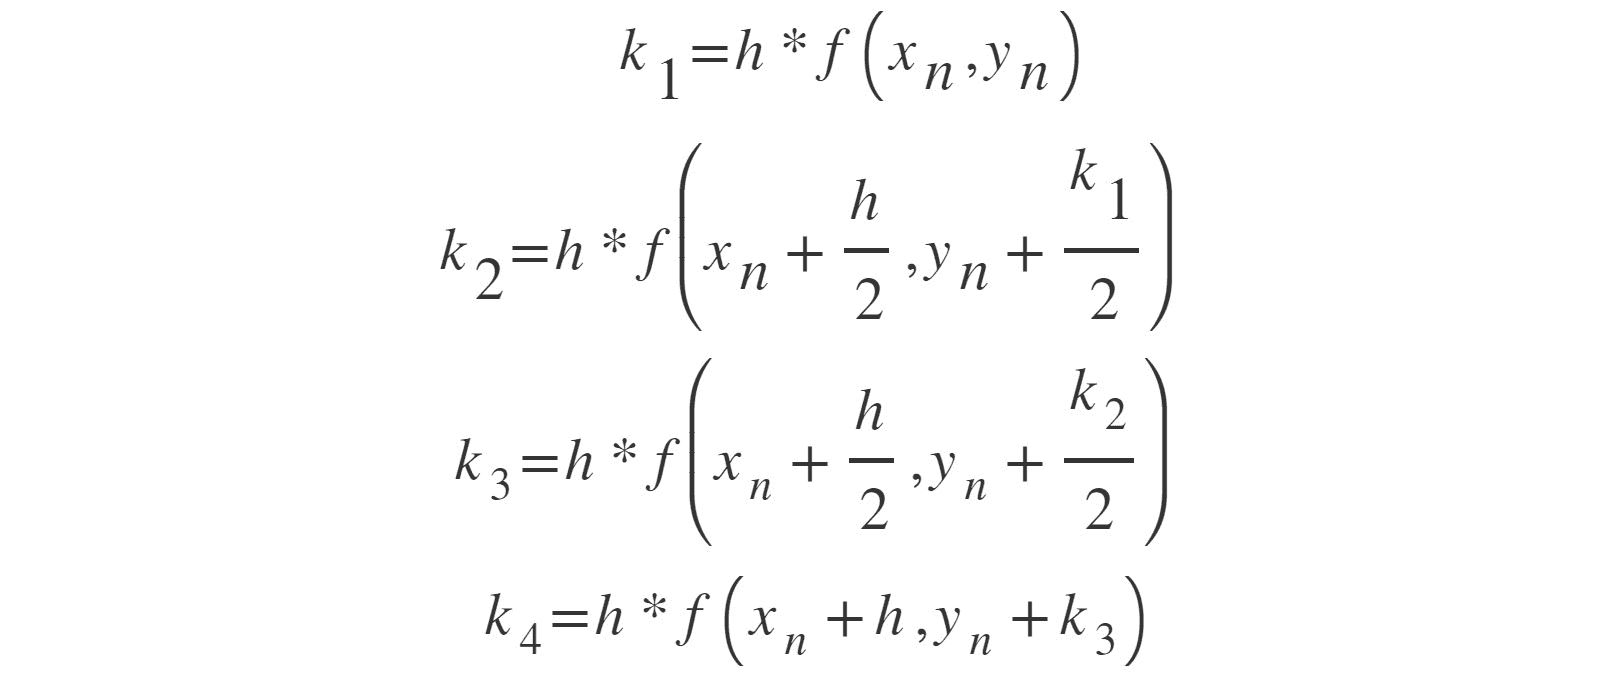 k₁=h*f(xₙ,yₙ)
k₂=h*f(xₙ+h/2,yₙ+k₁/2)
k₃=h*f(xₙ+h/2,yₙ+k₂/2)
k₄=h*f(xₙ+h,yₙ+k₃)